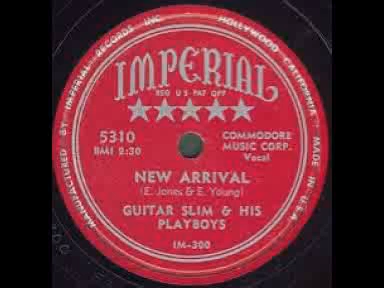 MANUFACTURED BY IMPERIAL RECORDS INC. HOLLYWOOD, CALIFORNIA MADE IN U.S.A.
IMPERIAL
REG U S PAT OFF
5310
BMI 2:30
COMMODORE
MUSIC CORP.
Vocal
NEW ARRIVAL
(E. Jones & E. Young)
GUITAR SLIM & HIS
PLAYBOYS
IM-300